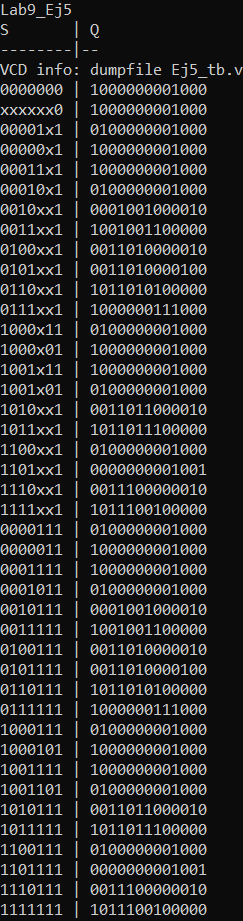 Lab9_Ej5
S       | Q
--------|--
VCD info: dumpfile Ej5_tb.v
0000000 | 1000000001000
xxxxxx0 | 1000000001000
00001x1 | 0100000001000
00000x1 | 1000000001000
00011x1 | 1000000001000
00010x1 | 0100000001000
0010xx1 | 0001001000010
0011xx1 | 1001001100000
0100xx1 | 0011010000010
0101xx1 | 0011010000100
0110xx1 | 1011010100000
0111xx1 | 1000000111000
1000x11 | 0100000001000
1000x01 | 1000000001000
1001x11 | 1000000001000
1001x01 | 0100000001000
1010xx1 | 0011011000010
1011xx1 | 1011011100000
1100xx1 | 0100000001000
1101xx1 | 0000000001001
1110xx1 | 0011100000010
1111xx1 | 1011100100000
0000111 | 0100000001000
0000011 | 1000000001000
0001111 | 1000000001000
0001011 | 0100000001000
0010111 | 0001001000010
0011111 | 1001001100000
0100111 | 0011010000010
0101111 | 0011010000100
0110111 | 1011010100000
0111111 | 1000000111000
1000111 | 0100000001000
1000101 | 1000000001000
1001111 | 1000000001000
1001101 | 0100000001000
1010111 | 0011011000010
1011111 | 1011011100000
1100111 | 0100000001000
1101111 | 0000000001001
1110111 | 0011100000010
1111111 | 1011100100000